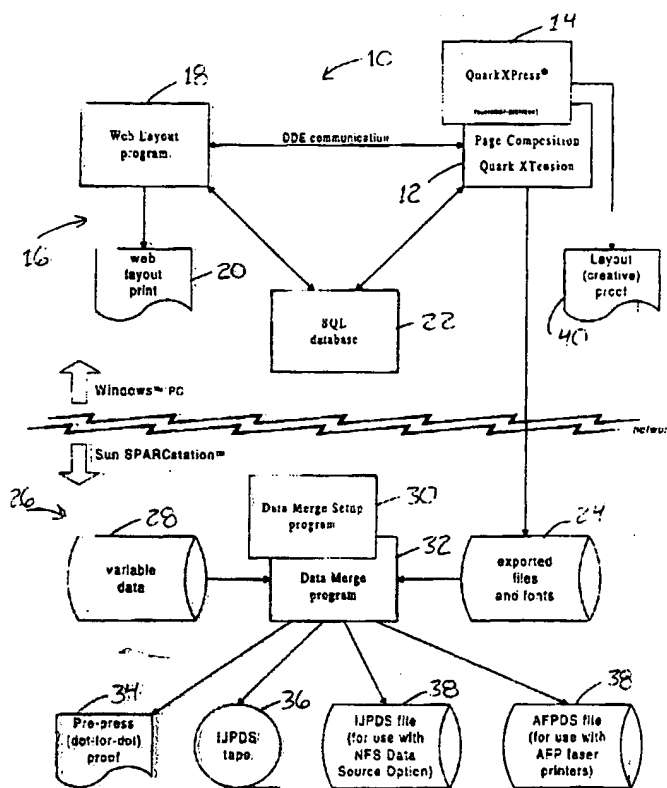 14
10
QuarkXPress®
18
Web Layout
program
DDE communication
Page Composition
Quark XTension
12
16
web
layout
print
20
Layout
(creative)
proof
40
SQL
database
22
Windows™ PC
networ
Sun SPARCstation™
26
30
28
Data Merge Setup
program
32
24
variable
data
Data Merge
program
exported
files
and fonts
34
36
38
38
Pre-press
(dot-for-dot)
proof
IJPDS
tape.
IJPDS file
(for use with
NFS Data
Source Option)
AFPDS file
(for use with
AFP laser
printers)